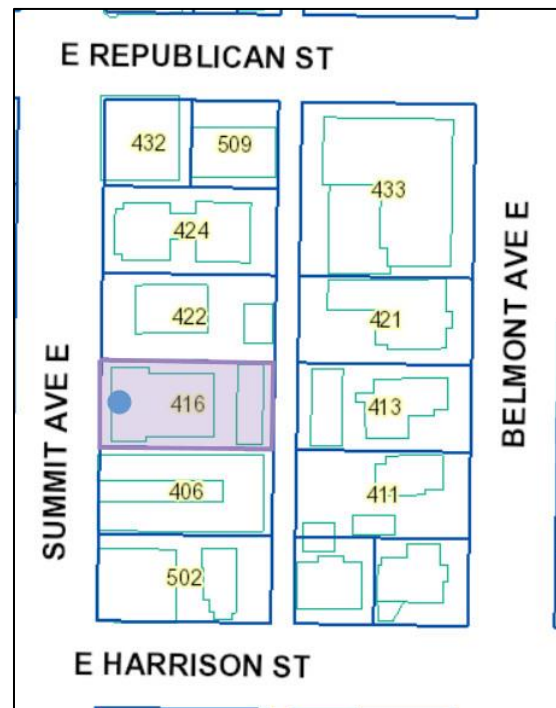 E REPUBLICAN ST
432
509
433
424
422
421
SUMMIT AVE E
416
413
BELMONT AVE E
406
411
502
E HARRISON ST